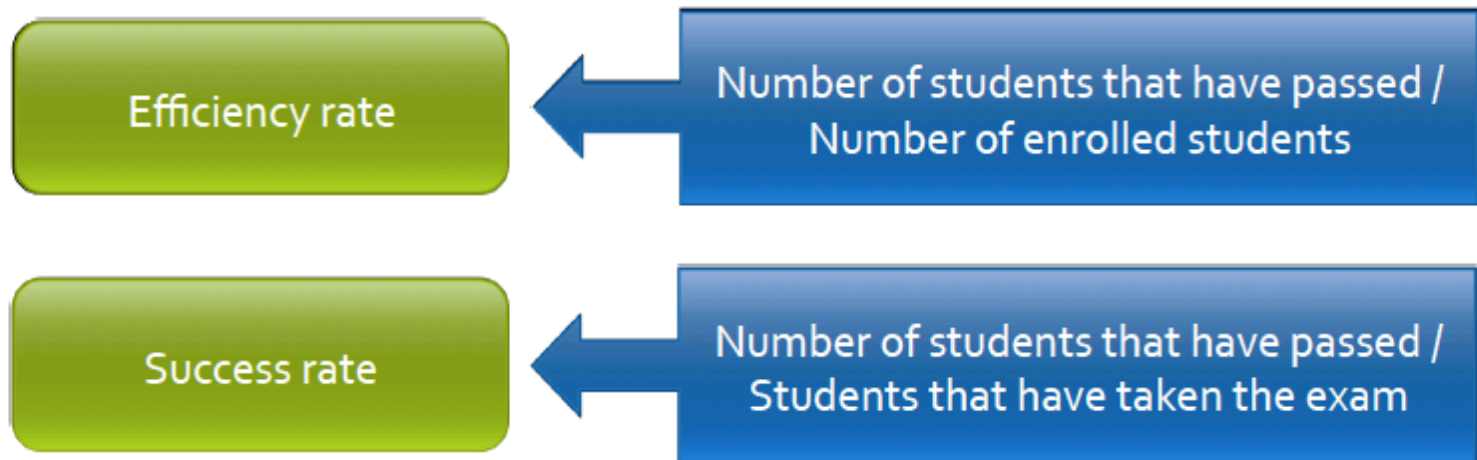 Efficiency rate
Number of students that have passed /
Number of enrolled students
Success rate
Number of students that have passed /
Students that have taken the exam